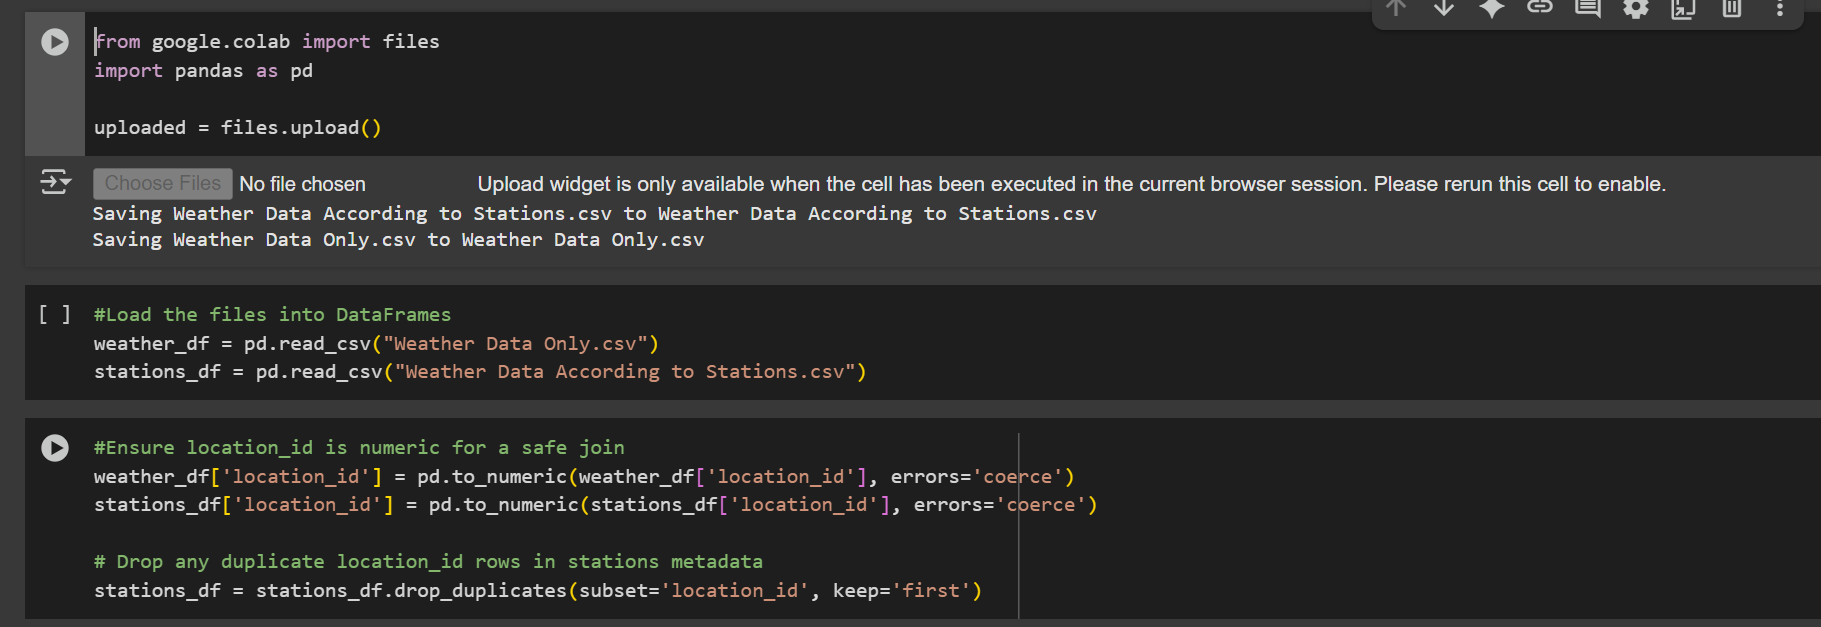 from google.colab import files
import pandas as pd
uploaded = files.upload()
Choose Files No file chosen Upload widget is only available when the cell has been executed in the current browser session. Please rerun this cell to enable.
Saving Weather Data According to Stations.csv to Weather Data According to Stations.csv
Saving Weather Data Only.csv to Weather Data Only.csv
[ ] #Load the files into DataFrames
weather_df = pd.read_csv("Weather Data Only.csv")
stations_df = pd.read_csv("Weather Data According to Stations.csv")
#Ensure location_id is numeric for a safe join
weather_df['location_id'] = pd.to_numeric(weather_df['location_id'], errors='coerce')
stations_df['location_id'] = pd.to_numeric(stations_df['location_id'], errors='coerce')
# Drop any duplicate location_id rows in stations metadata
stations_df = stations_df.drop_duplicates(subset='location_id', keep='first')